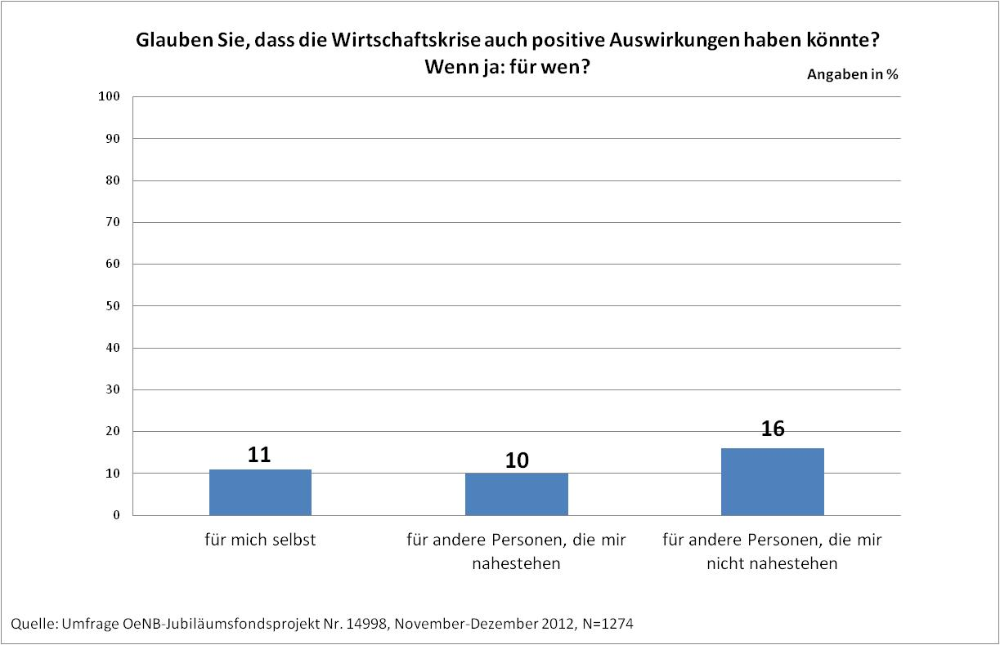 Glauben Sie, dass die Wirtschaftskrise auch positive Auswirkungen haben könnte?
Wenn ja: für wen?
Angaben in %
100
90
80
70
60
50
40
30
20
10
0
11
10
16
für mich selbst
für andere Personen, die mir
nahestehen
für andere Personen, die mir
nicht nahestehen
Quelle: Umfrage OeNB-Jubiläumsfondsprojekt Nr. 14998, November-Dezember 2012, N=1274